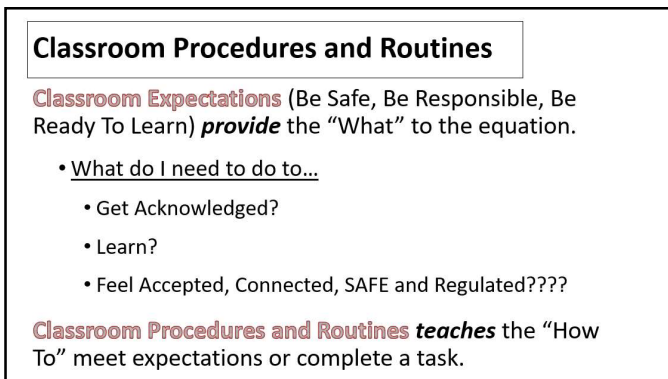 Classroom Procedures and Routines
Classroom Expectations (Be Safe, Be Responsible, Be
Ready To Learn) provide the “What” to the equation.
• What do I need to do to…
• Get Acknowledged?
• Learn?
• Feel Accepted, Connected, SAFE and Regulated????
Classroom Procedures and Routines teaches the “How
To” meet expectations or complete a task.